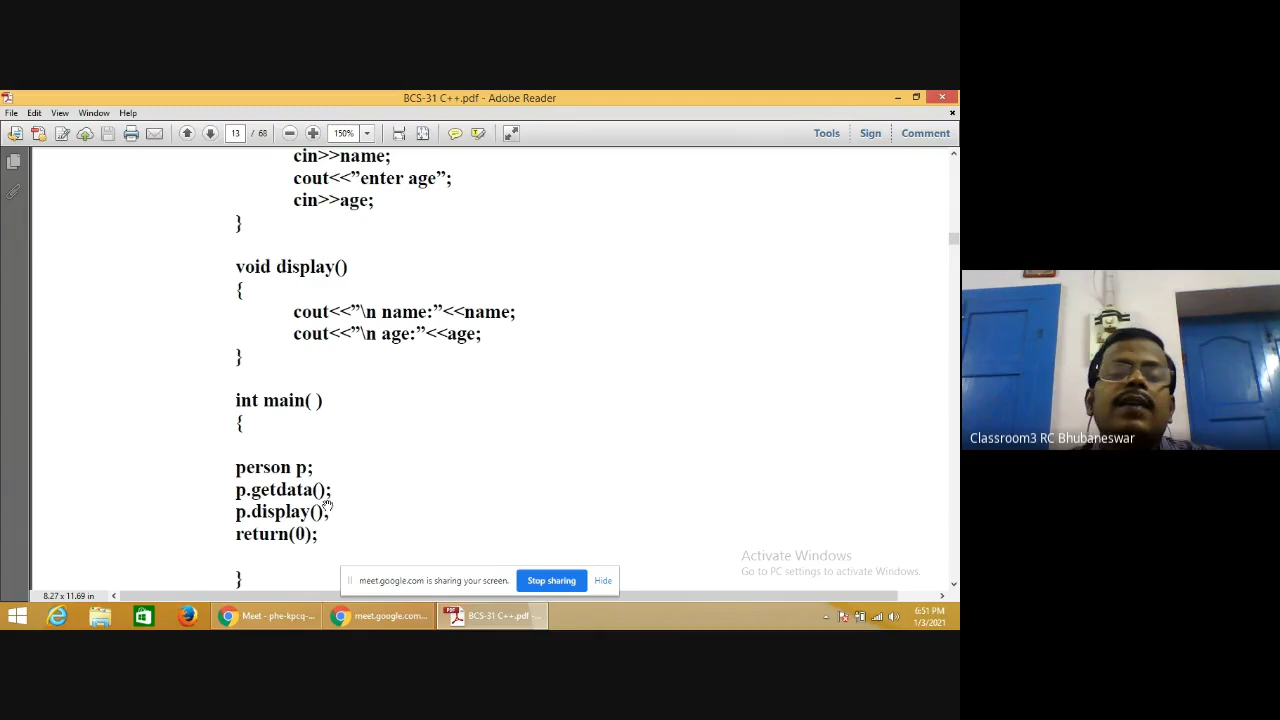 BCS-31 C++.pdf - Adobe Reader
File Edit View Window Help
13 / 68 150% Tools Sign Comment
cin>>name;
cout<<”enter age”;
cin>>age;
}
void display()
{
cout<<”\n name:”<<name;
cout<<”\n age:”<<age;
}
int main( )
{
person p;
p.getdata();
p.display();
return(0);
}
Activate Windows
Go to PC settings to activate Windows.
meet.google.com is sharing your screen. Stop sharing Hide
8.27 x 11.69 in
Meet - phe-kpcq-... meet.google.com... BCS-31 C++.pdf -...
6:51 PM
1/3/2021
Classroom3 RC Bhubaneswar